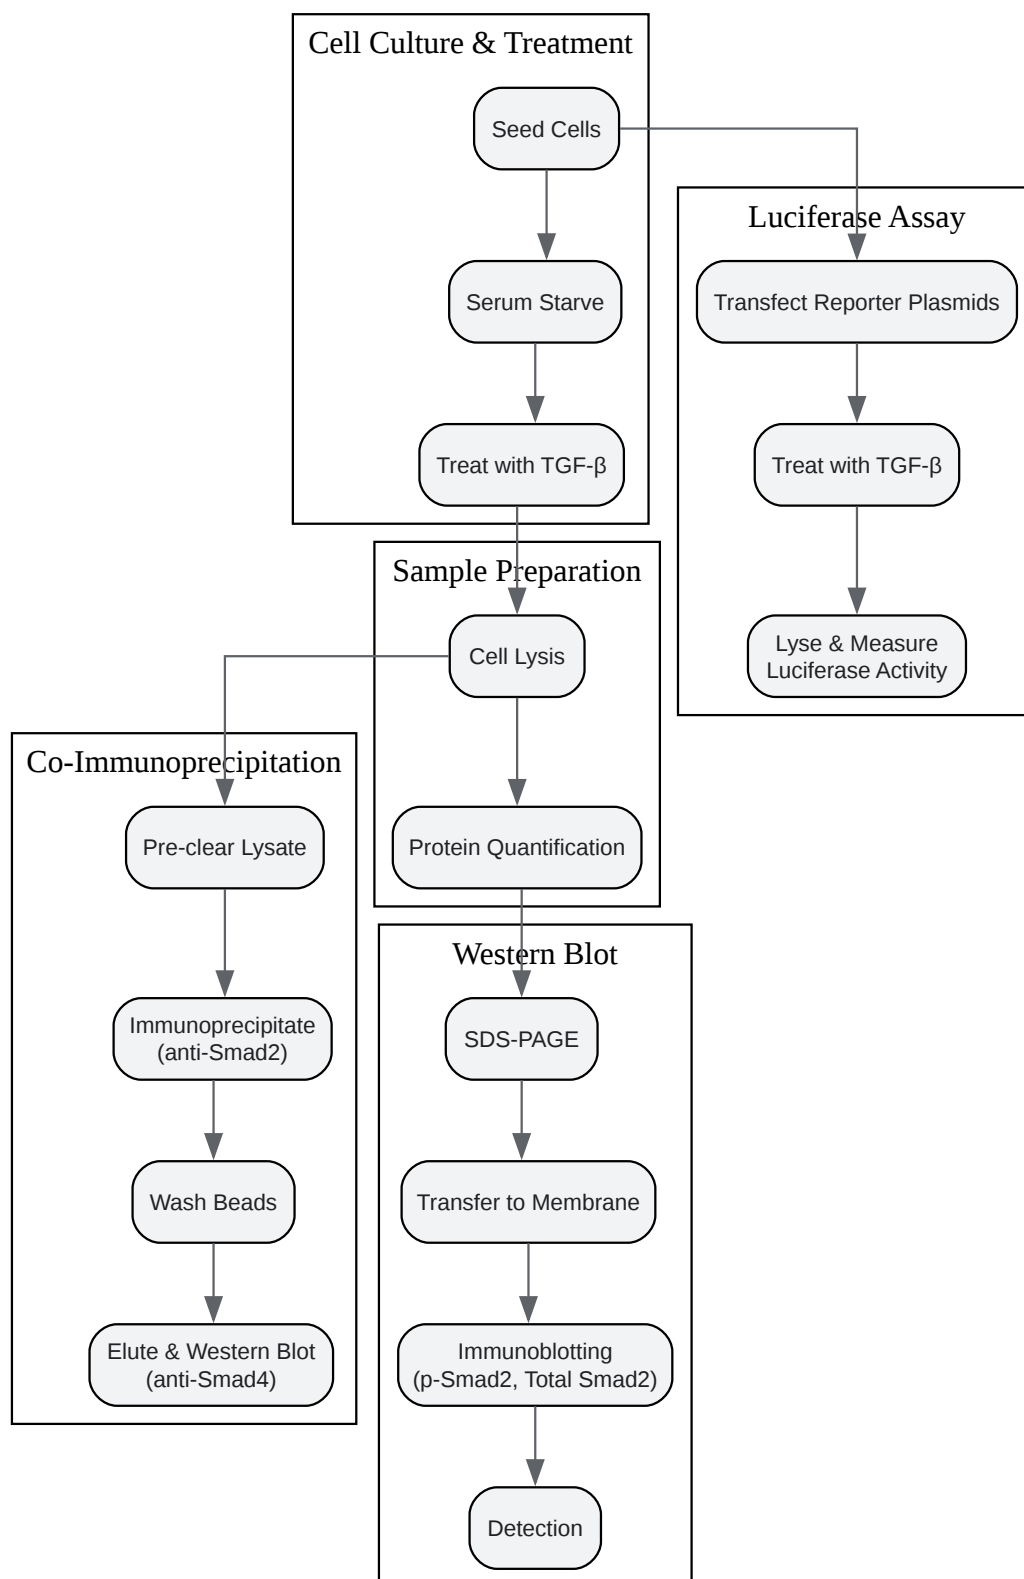 Cell Culture & Treatment
Seed Cells
Serum Starve
Treat with TGF-β
Luciferase Assay
Transfect Reporter Plasmids
Treat with TGF-β
Lyse & Measure
Luciferase Activity
Sample Preparation
Cell Lysis
Protein Quantification
Co-Immunoprecipitation
Pre-clear Lysate
Immunoprecipitate
(anti-Smad2)
Wash Beads
Elute & Western Blot
(anti-Smad4)
Western Blot
SDS-PAGE
Transfer to Membrane
Immunoblotting
(p-Smad2, Total Smad2)
Detection